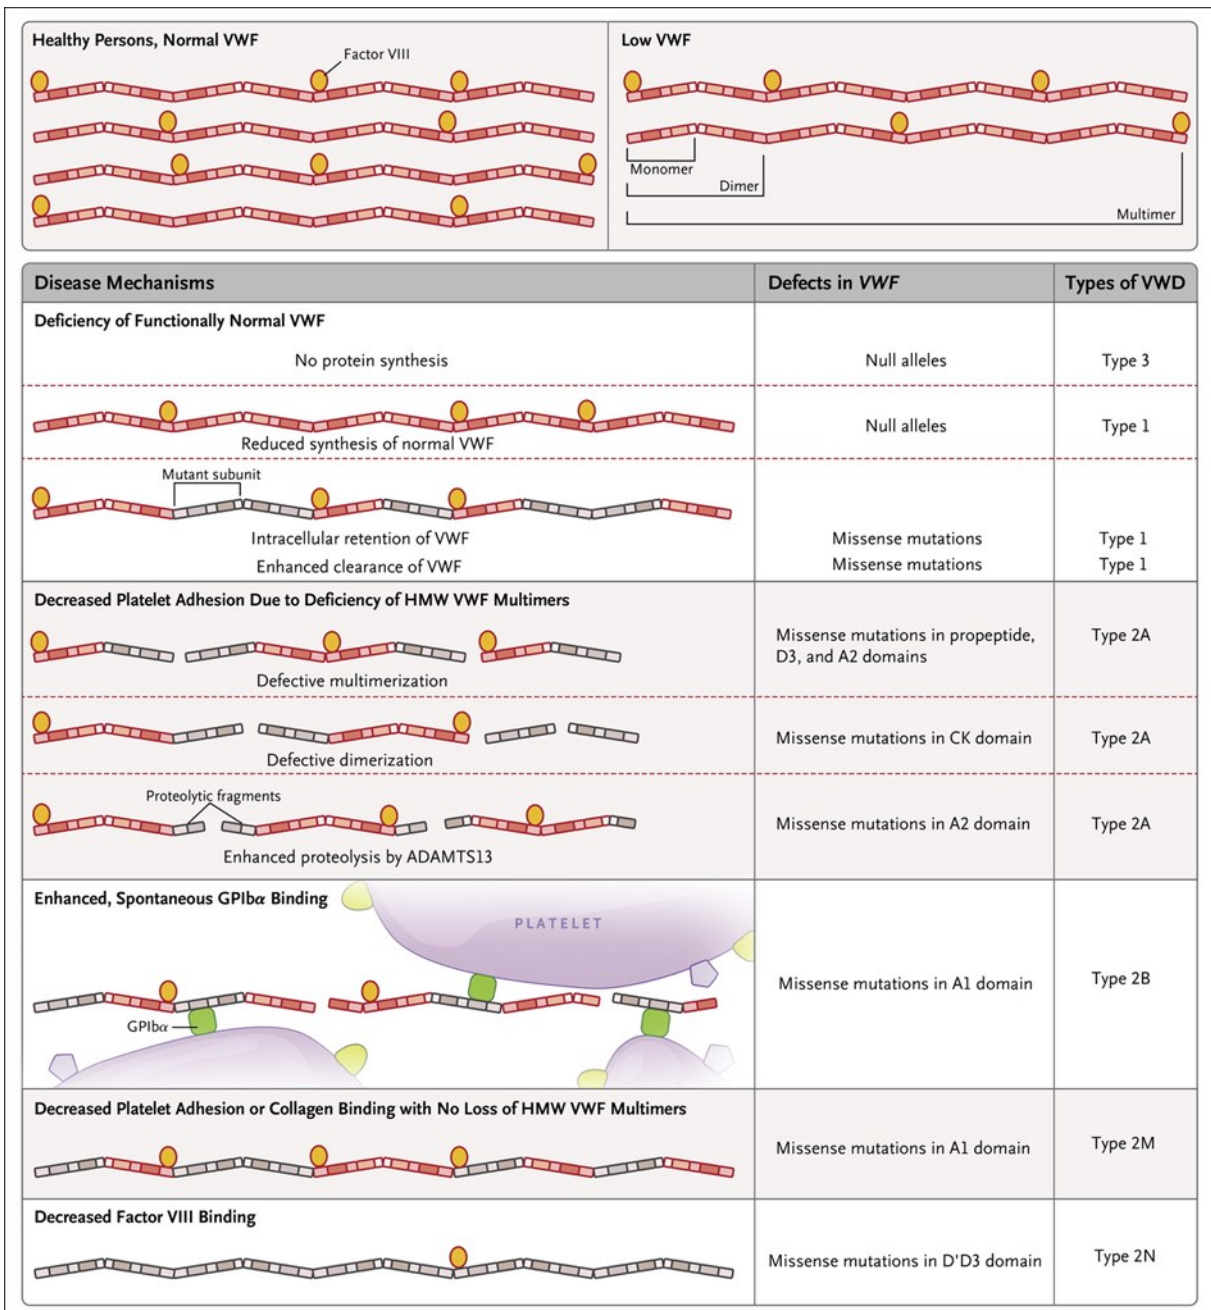 Healthy Persons, Normal VWF
Factor VIII
Low VWF
Monomer
Dimer
Multimer
Disease Mechanisms
Defects in VWF
Types of VWD
Deficiency of Functionally Normal VWF
No protein synthesis
Null alleles
Type 3
Reduced synthesis of normal VWF
Null alleles
Type 1
Mutant subunit
Intracellular retention of VWF
Missense mutations
Type 1
Enhanced clearance of VWF
Missense mutations
Type 1
Decreased Platelet Adhesion Due to Deficiency of HMW VWF Multimers
Defective multimerization
Missense mutations in propeptide,
D3, and A2 domains
Type 2A
Defective dimerization
Missense mutations in CK domain
Type 2A
Proteolytic fragments
Enhanced proteolysis by ADAMTS13
Missense mutations in A2 domain
Type 2A
Enhanced, Spontaneous GPIbα Binding
PLATELET
GPIbα
Missense mutations in A1 domain
Type 2B
Decreased Platelet Adhesion or Collagen Binding with No Loss of HMW VWF Multimers
Missense mutations in A1 domain
Type 2M
Decreased Factor VIII Binding
Missense mutations in D'D3 domain
Type 2N